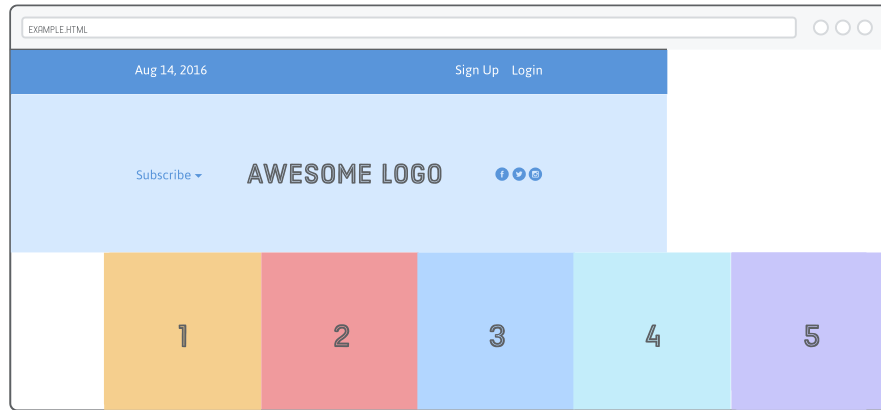 EXAMPLE.HTML
Aug 14, 2016 Sign Up Login
Subscribe AWESOME LOGO
1 2 3 4 5